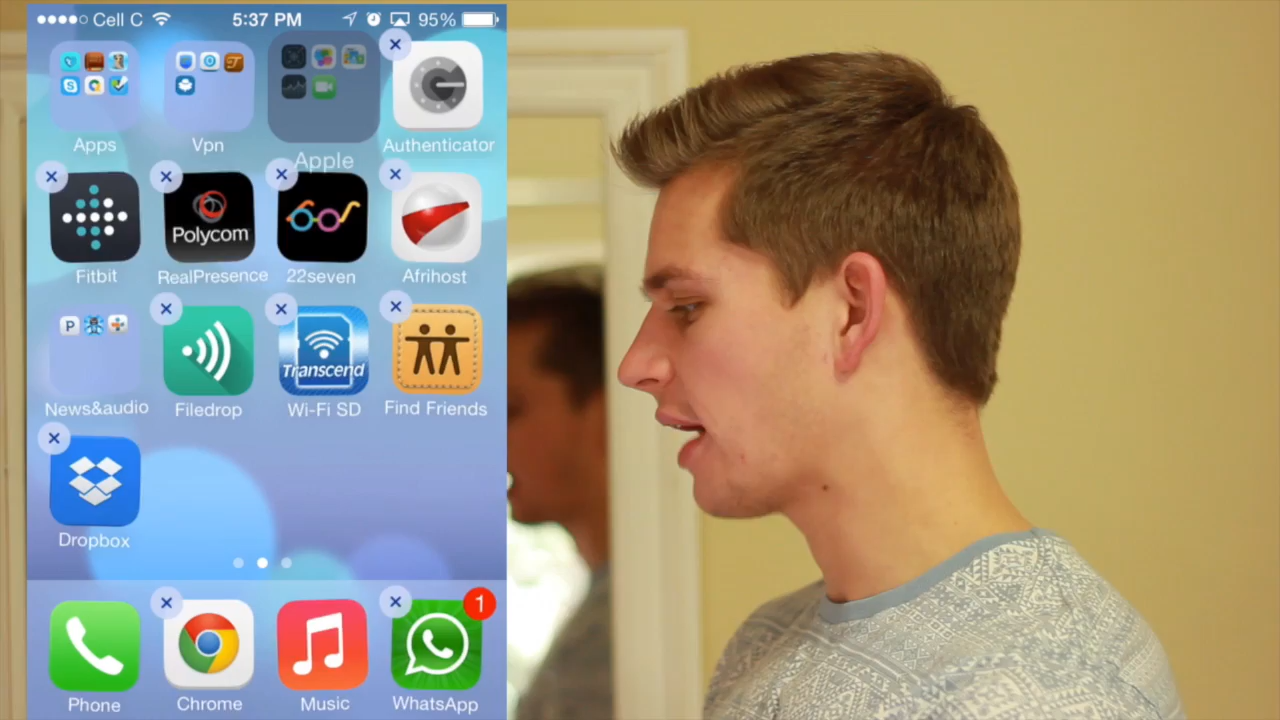 Cell C 5:37 PM 95%
Apps Vpn Apple Authenticator
Polycom
Fitbit RealPresence 22seven Afrihost
P
Transcend
News&audio Filedrop Wi-Fi SD Find Friends
Dropbox
1
Phone Chrome Music WhatsApp